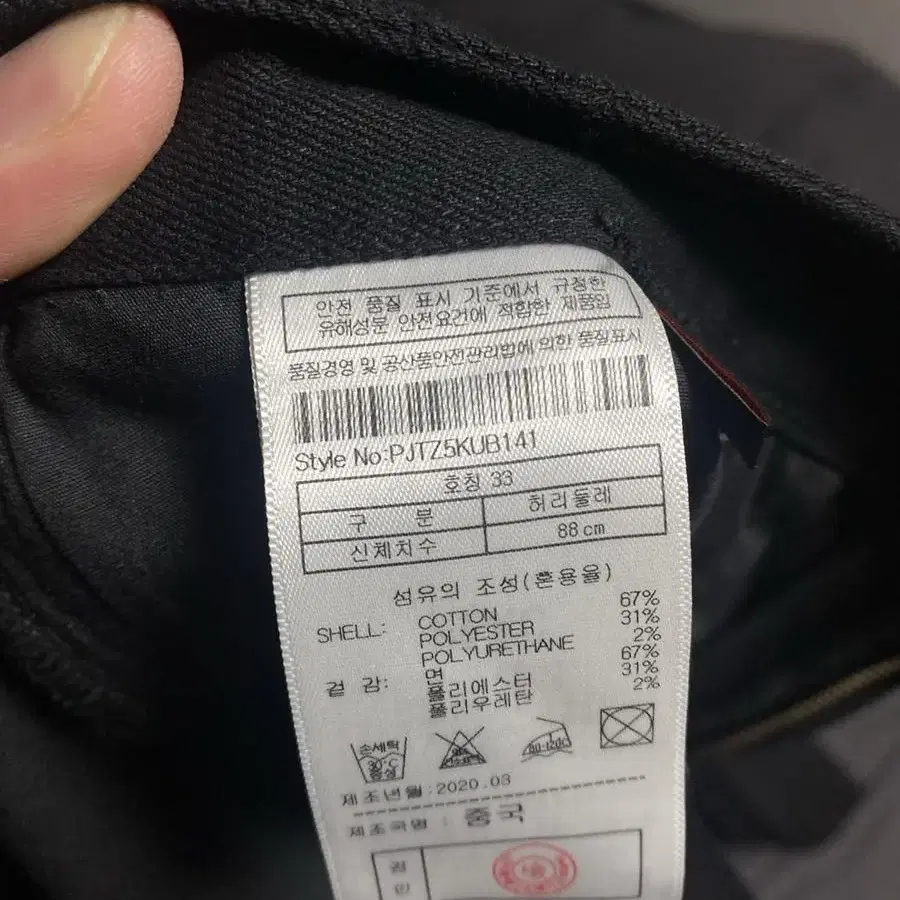 안전 품질 표시 기준에서 규정한
유해성분 안전요건에 적합한 제품임
품질경영 및 공산품안전관리법에 의한 품질표시
Style No:PJTZ5KUB141
호칭 33
구 분 허리둘레
신체치수 88cm
섬유의 조성(혼용율)
SHELL: COTTON 67%
POLYESTER 31%
POLYURETHANE 2%
겉 감: 면 67%
폴리에스터 31%
폴리우레탄 2%
손세탁
30°C
중성
80-120C
제조년월:2020.03
제조국명 : 중국
검
인